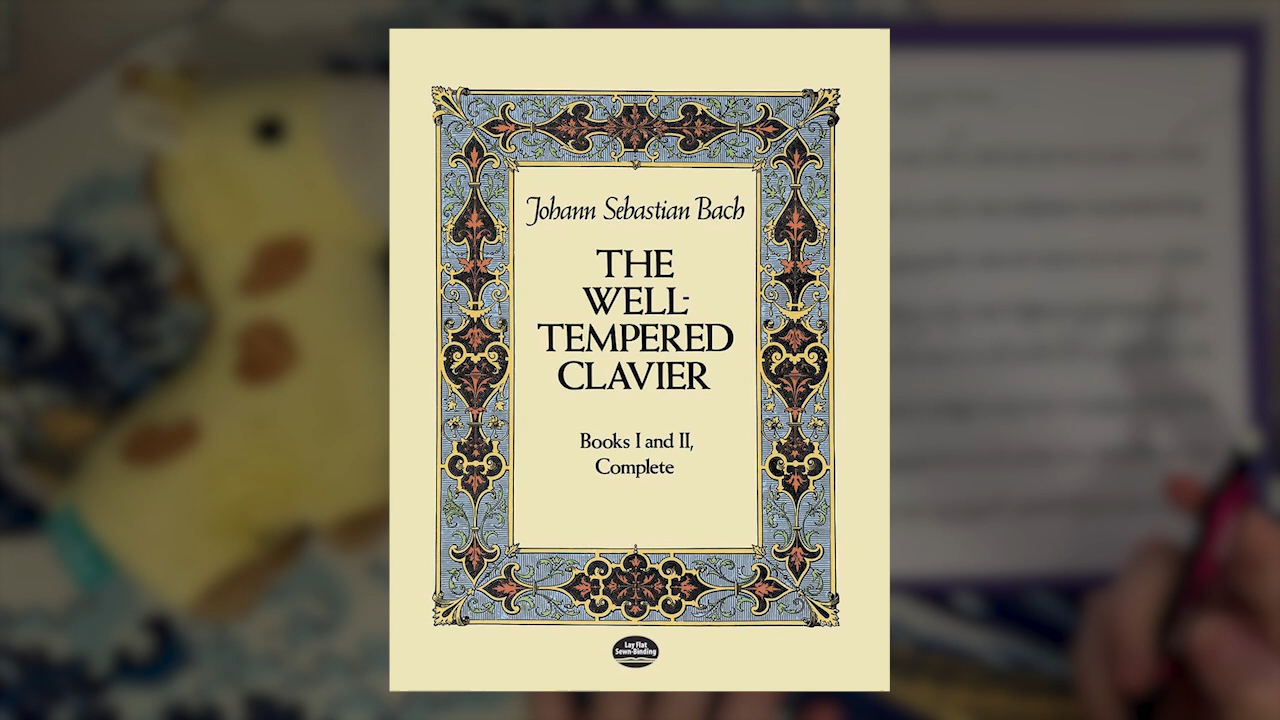 Johann Sebastian Bach
THE
WELL-
TEMPERED
CLAVIER
Books I and II,
Complete
Lay Flat
Sewn-Binding